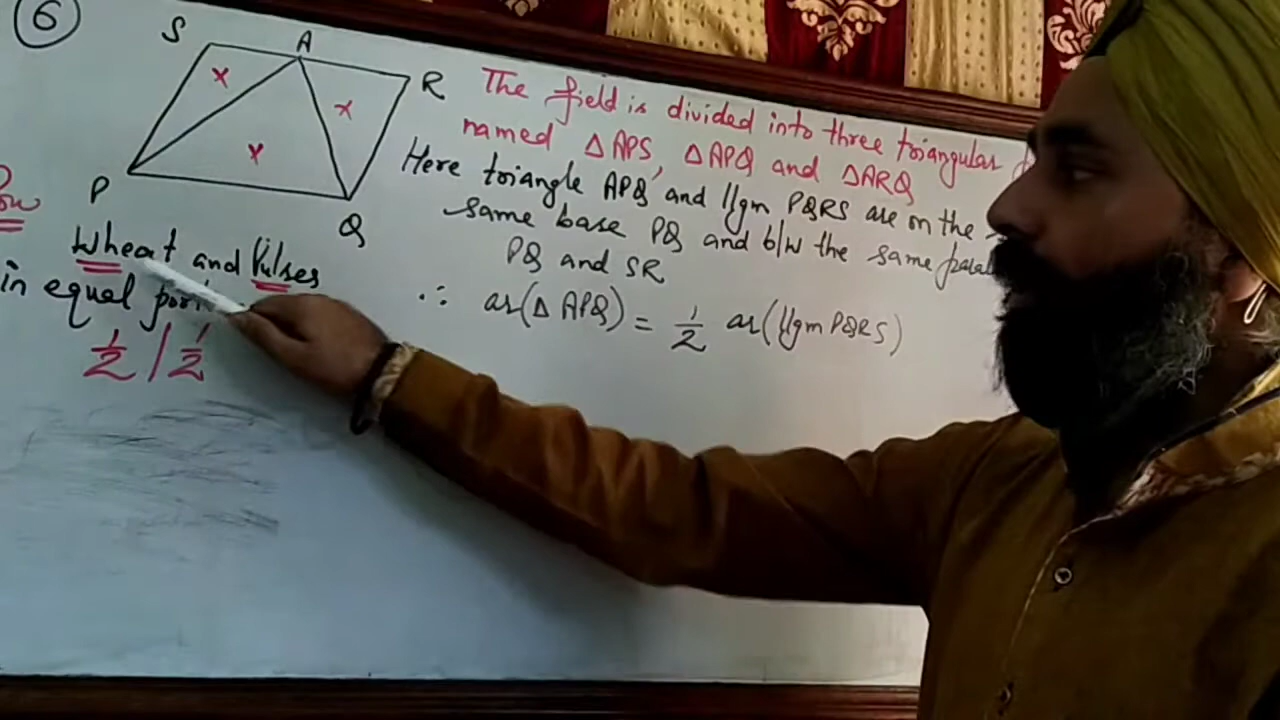 6
S
A
R
x
x
x
P
Q
The field is divided into three triangular
named △APS, △APQ and △ARQ
Here triangle APQ and ||gm PQRS are on the
same base PQ and b/w the same
PQ and SR
∴ ar(△APQ) = 1/2 ar(||gm PQRS)
Wheat and Pulses
in equal
1/2 / 1/2